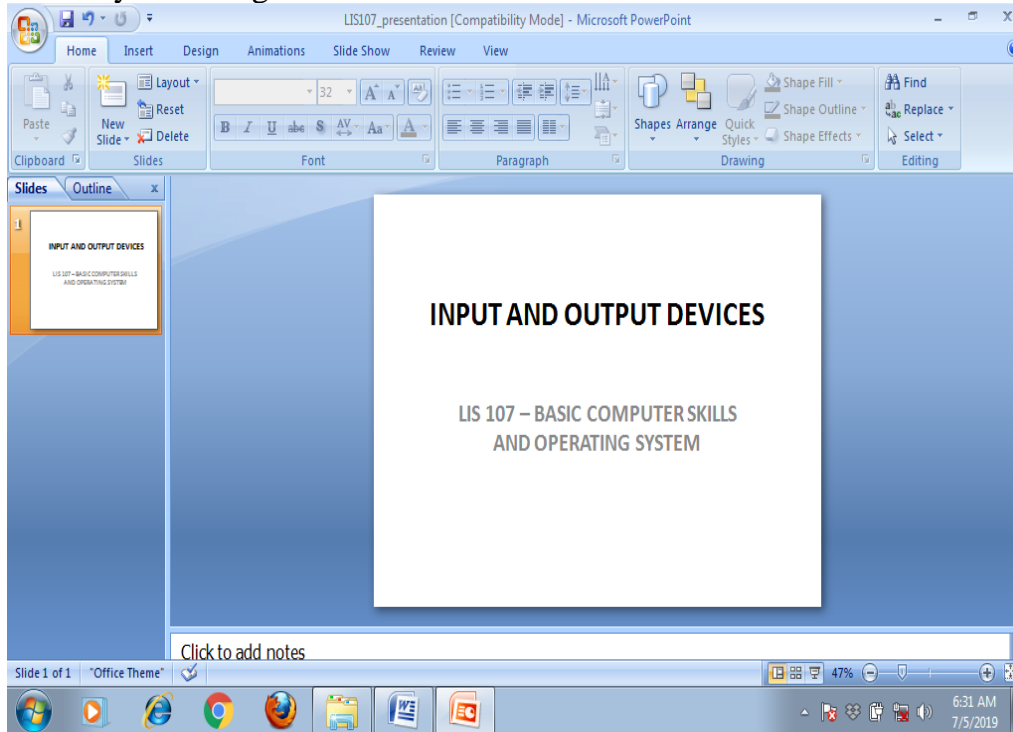 LIS107_presentation [Compatibility Mode] - Microsoft PowerPoint
Home Insert Design Animations Slide Show Review View
Paste
New
Slide
Layout
Reset
Delete
32
B I U abc S AV Aa A
Shapes Arrange Quick
Styles
Shape Fill
Shape Outline
Shape Effects
Find
Replace
Select
Clipboard Slides Font Paragraph Drawing Editing
Slides Outline x
1
INPUT AND OUTPUT DEVICES
LIS 107 – BASIC COMPUTER SKILLS
AND OPERATING SYSTEM
INPUT AND OUTPUT DEVICES
LIS 107 – BASIC COMPUTER SKILLS
AND OPERATING SYSTEM
Click to add notes
Slide 1 of 1 "Office Theme" 47%
6:31 AM
7/5/2019